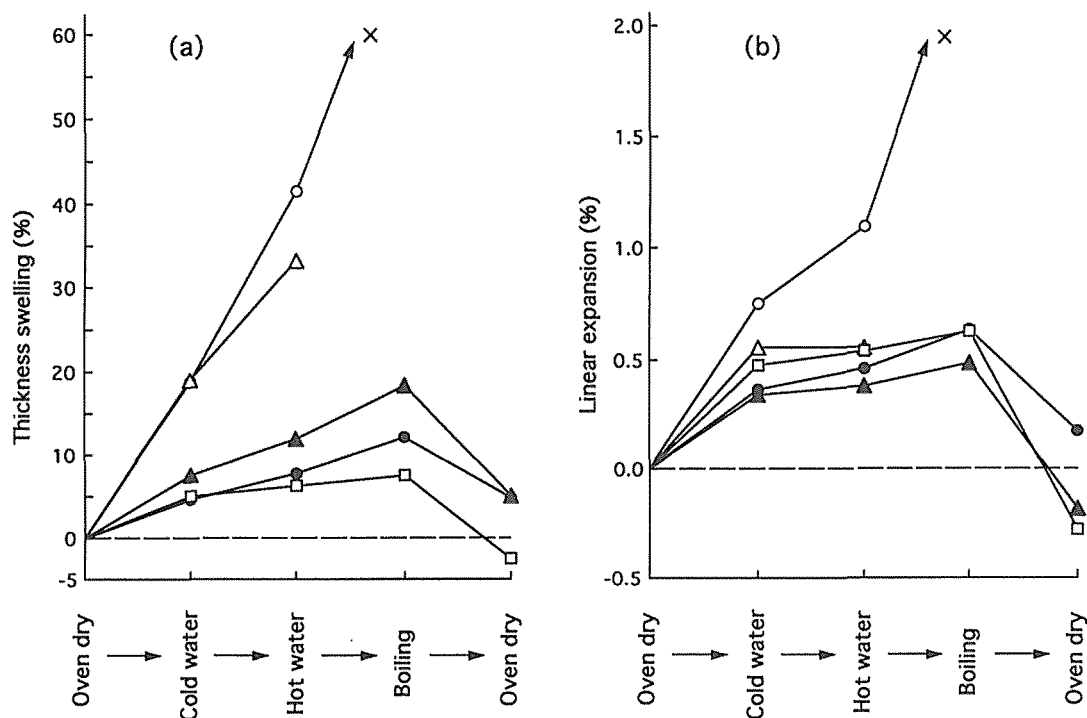 (a)
60
50
40
30
20
10
0
-5
Thickness swelling (%)
Oven dry
Cold water
Hot water
Boiling
Oven dry
(b)
2.0
1.5
1.0
0.5
0.0
-0.5
Linear expansion (%)
Oven dry
Cold water
Hot water
Boiling
Oven dry